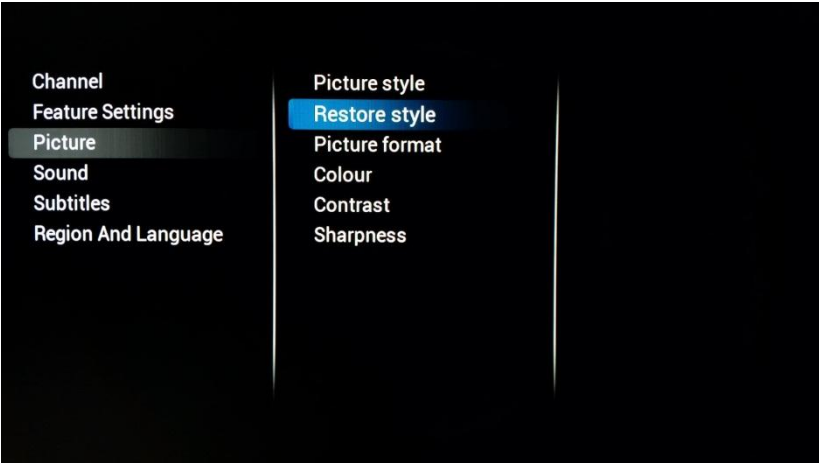 Channel
Feature Settings
Picture
Sound
Subtitles
Region And Language
Picture style
Restore style
Picture format
Colour
Contrast
Sharpness